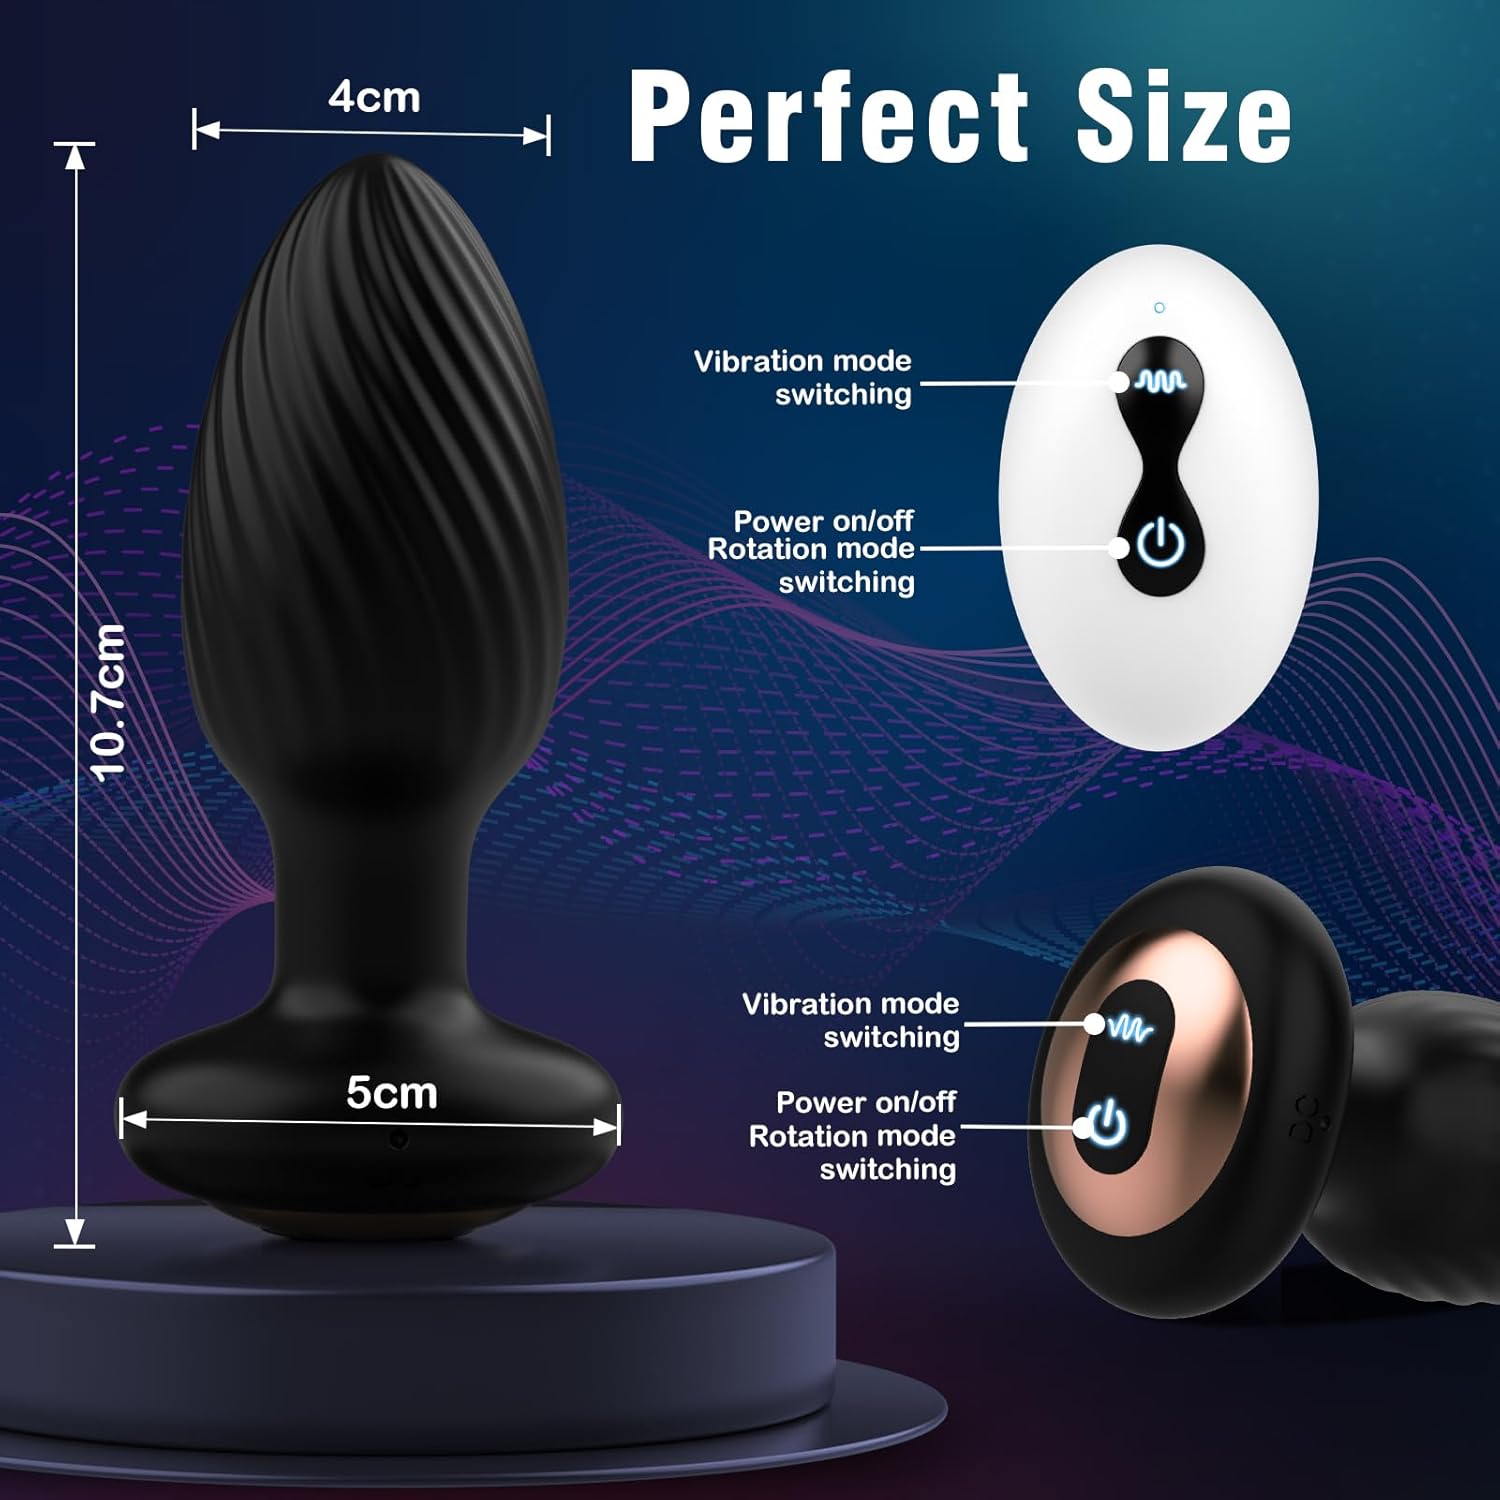 Perfect Size
4cm
10.7cm
5cm
Vibration mode
switching
Power on/off
Rotation mode
switching
Vibration mode
switching
Power on/off
Rotation mode
switching
DC